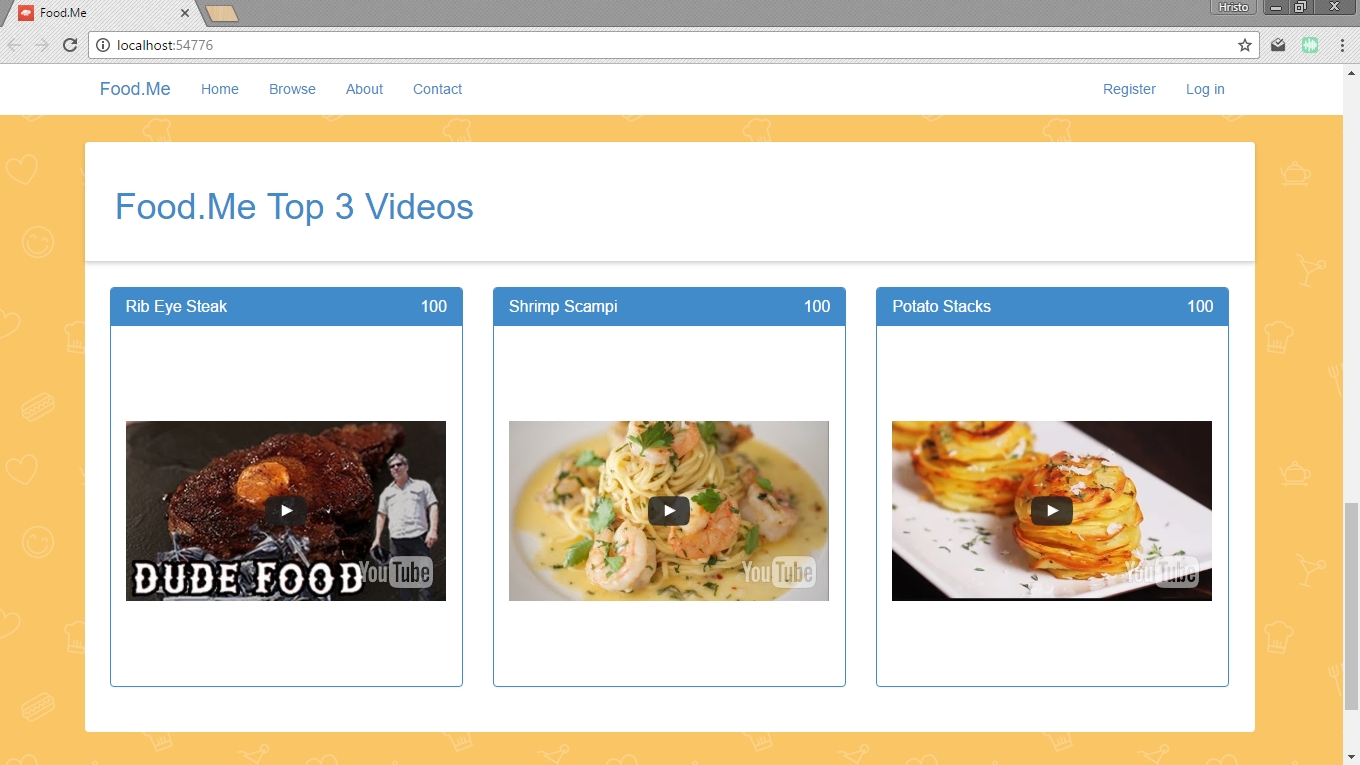 Food.Me
Hristo
localhost:54776
Food.Me Home Browse About Contact Register Log in
Food.Me Top 3 Videos
Rib Eye Steak 100
Shrimp Scampi 100
Potato Stacks 100
DUDE FOOD
YouTube
YouTube
YouTube